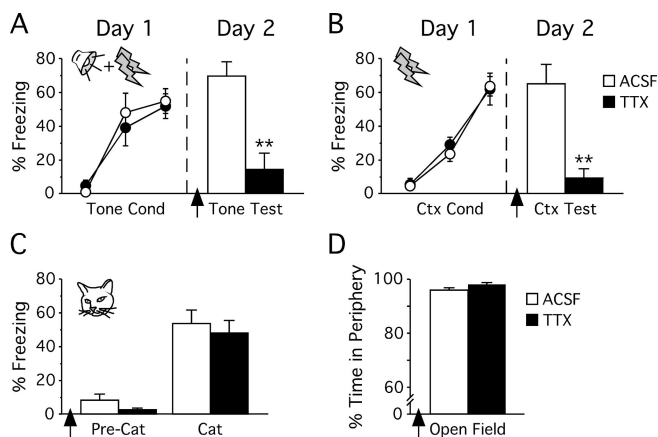 A Day 1 Day 2
% Freezing
80
60
40
20
0
+
**
Tone Cond Tone Test
B Day 1 Day 2
% Freezing
80
60
40
20
0
**
ACSF
TTX
Ctx Cond Ctx Test
C
% Freezing
80
60
40
20
0
Pre-Cat Cat
D
% Time in Periphery
100
80
60
0
ACSF
TTX
Open Field